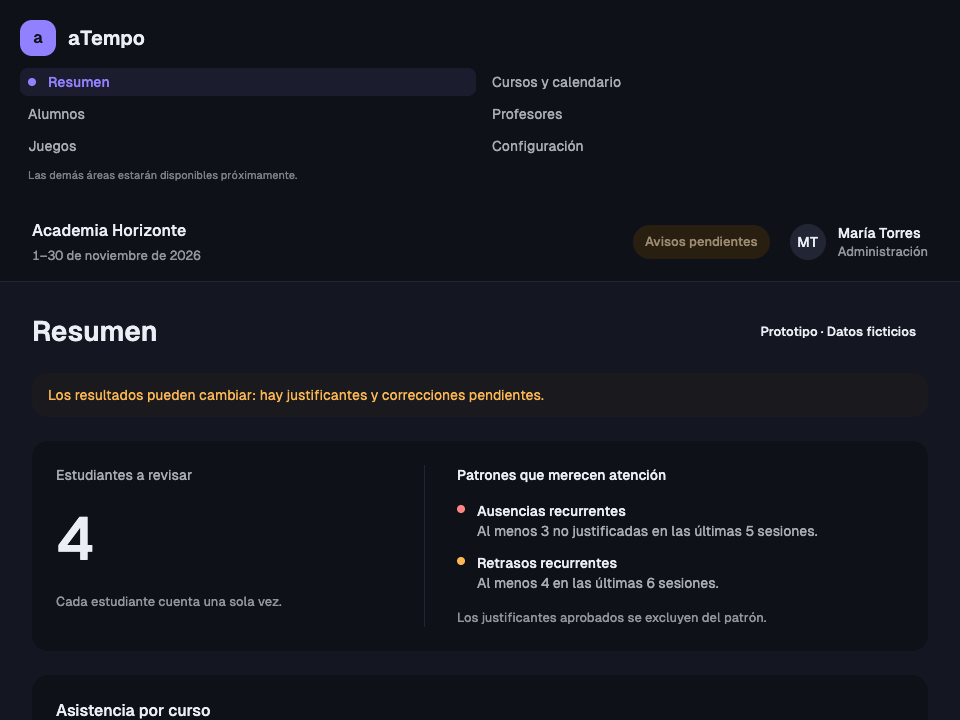 a aTempo
Resumen
Cursos y calendario
Alumnos
Profesores
Juegos
Configuración
Las demás áreas estarán disponibles próximamente.
Academia Horizonte
1–30 de noviembre de 2026
Avisos pendientes
MT
María Torres
Administración
Resumen
Prototipo · Datos ficticios
Los resultados pueden cambiar: hay justificantes y correcciones pendientes.
Estudiantes a revisar
4
Cada estudiante cuenta una sola vez.
Patrones que merecen atención
Ausencias recurrentes
Al menos 3 no justificadas en las últimas 5 sesiones.
Retrasos recurrentes
Al menos 4 en las últimas 6 sesiones.
Los justificantes aprobados se excluyen del patrón.
Asistencia por curso